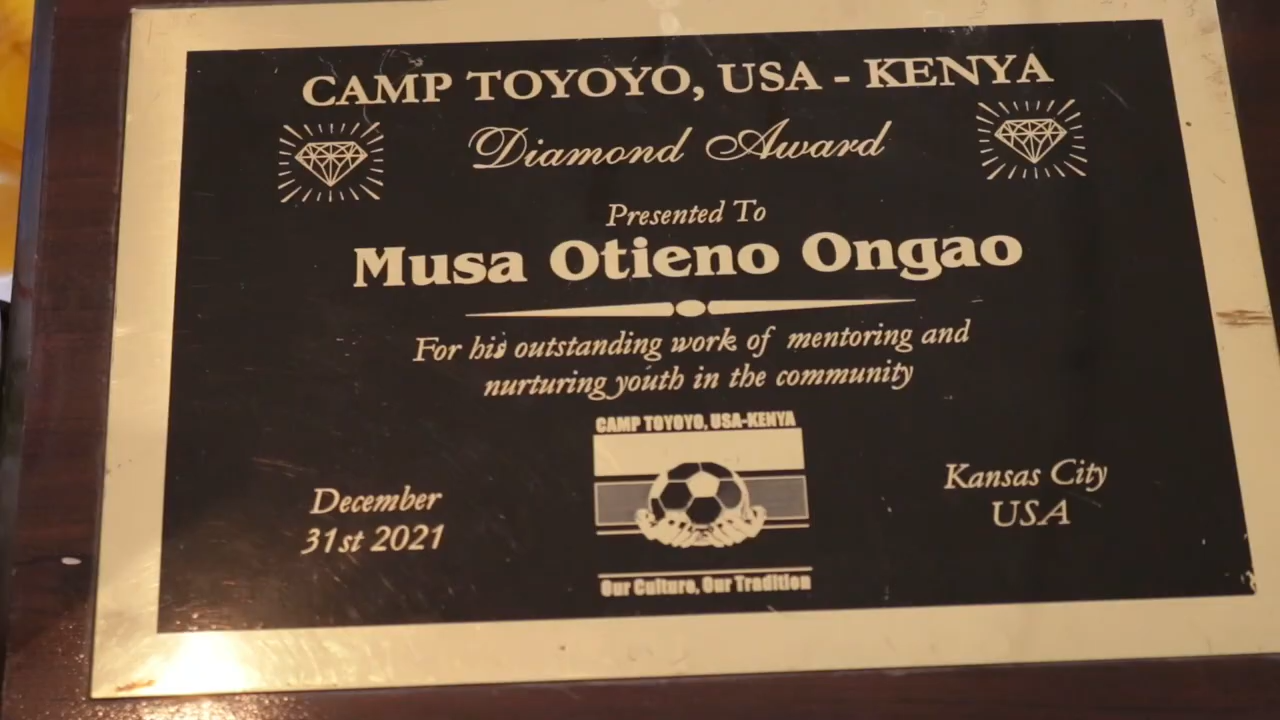 CAMP TOYOYO, USA - KENYA
Diamond Award
Presented To
Musa Otieno Ongao
For his outstanding work of mentoring and
nurturing youth in the community
CAMP TOYOYO, USA-KENYA
December
31st 2021
Kansas City
USA
Our Culture, Our Tradition